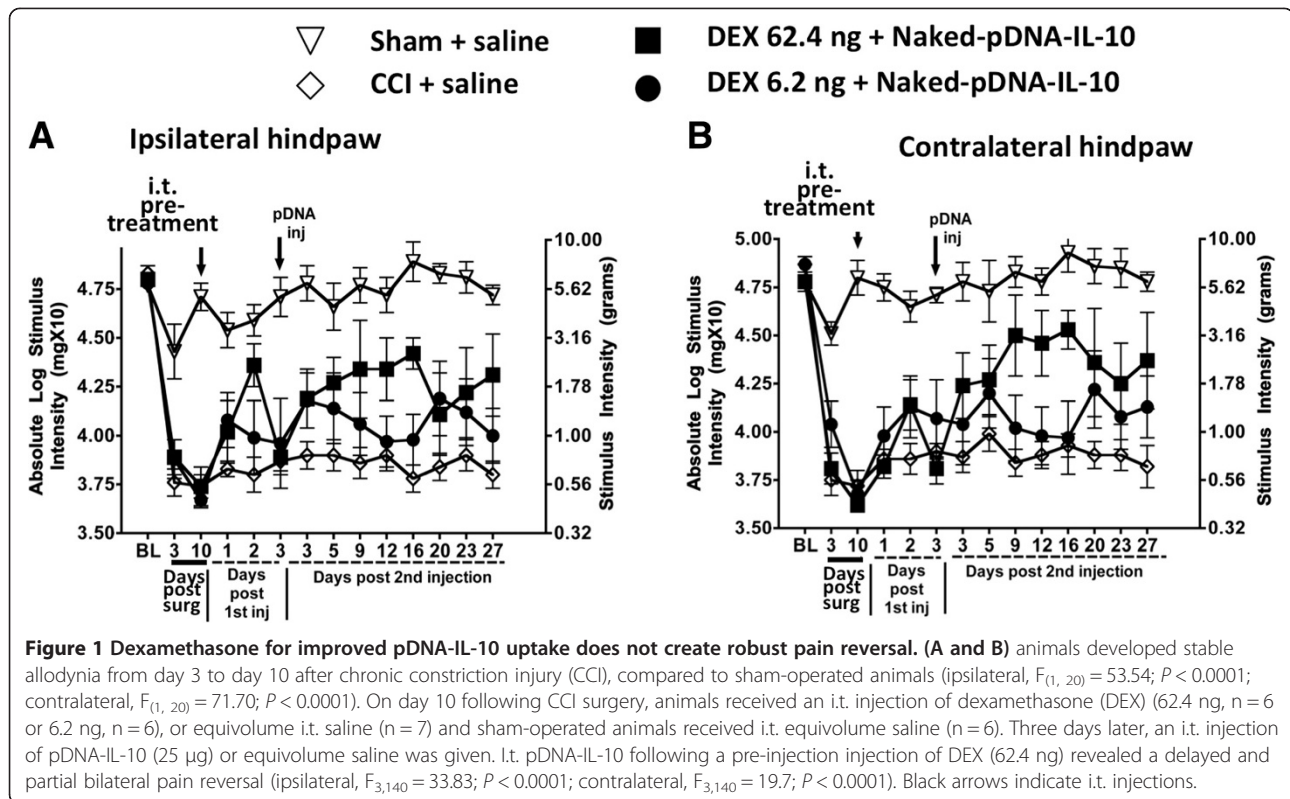 Sham + saline
CCI + saline
DEX 62.4 ng + Naked-pDNA-IL-10
DEX 6.2 ng + Naked-pDNA-IL-10
A
Ipsilateral hindpaw
i.t.
pre-
treatment
pDNA
inj
Absolute Log Stimulus
Intensity (mgX10)
4.75
4.50
4.25
4.00
3.75
3.50
10.00
5.62
3.16
1.78
1.00
0.56
0.32
Stimulus Intensity (grams)
BL 3 10 1 2 3 3 5 9 12 16 20 23 27
Days
post
surg
Days
post
1st inj
Days post 2nd injection
B
Contralateral hindpaw
i.t.
pre-
treatment
pDNA
inj
Absolute Log Stimulus
Intensity (mgX10)
5.00
4.75
4.50
4.25
4.00
3.75
3.50
10.00
5.62
3.16
1.78
1.00
0.56
0.32
Stimulus Intensity (grams)
BL 3 10 1 2 3 3 5 9 12 16 20 23 27
Days
post
surg
Days
post
1st inj
Days post 2nd injection
Figure 1 Dexamethasone for improved pDNA-IL-10 uptake does not create robust pain reversal. (A and B) animals developed stable
allodynia from day 3 to day 10 after chronic constriction injury (CCI), compared to sham-operated animals (ipsilateral, F(1, 20) = 53.54; P < 0.0001;
contralateral, F(1, 20) = 71.70; P < 0.0001). On day 10 following CCI surgery, animals received an i.t. injection of dexamethasone (DEX) (62.4 ng, n = 6
or 6.2 ng, n = 6), or equivolume i.t. saline (n = 7) and sham-operated animals received i.t. equivolume saline (n = 6). Three days later, an i.t. injection
of pDNA-IL-10 (25 μg) or equivolume saline was given. I.t. pDNA-IL-10 following a pre-injection injection of DEX (62.4 ng) revealed a delayed and
partial bilateral pain reversal (ipsilateral, F3,140 = 33.83; P < 0.0001; contralateral, F3,140 = 19.7; P < 0.0001). Black arrows indicate i.t. injections.